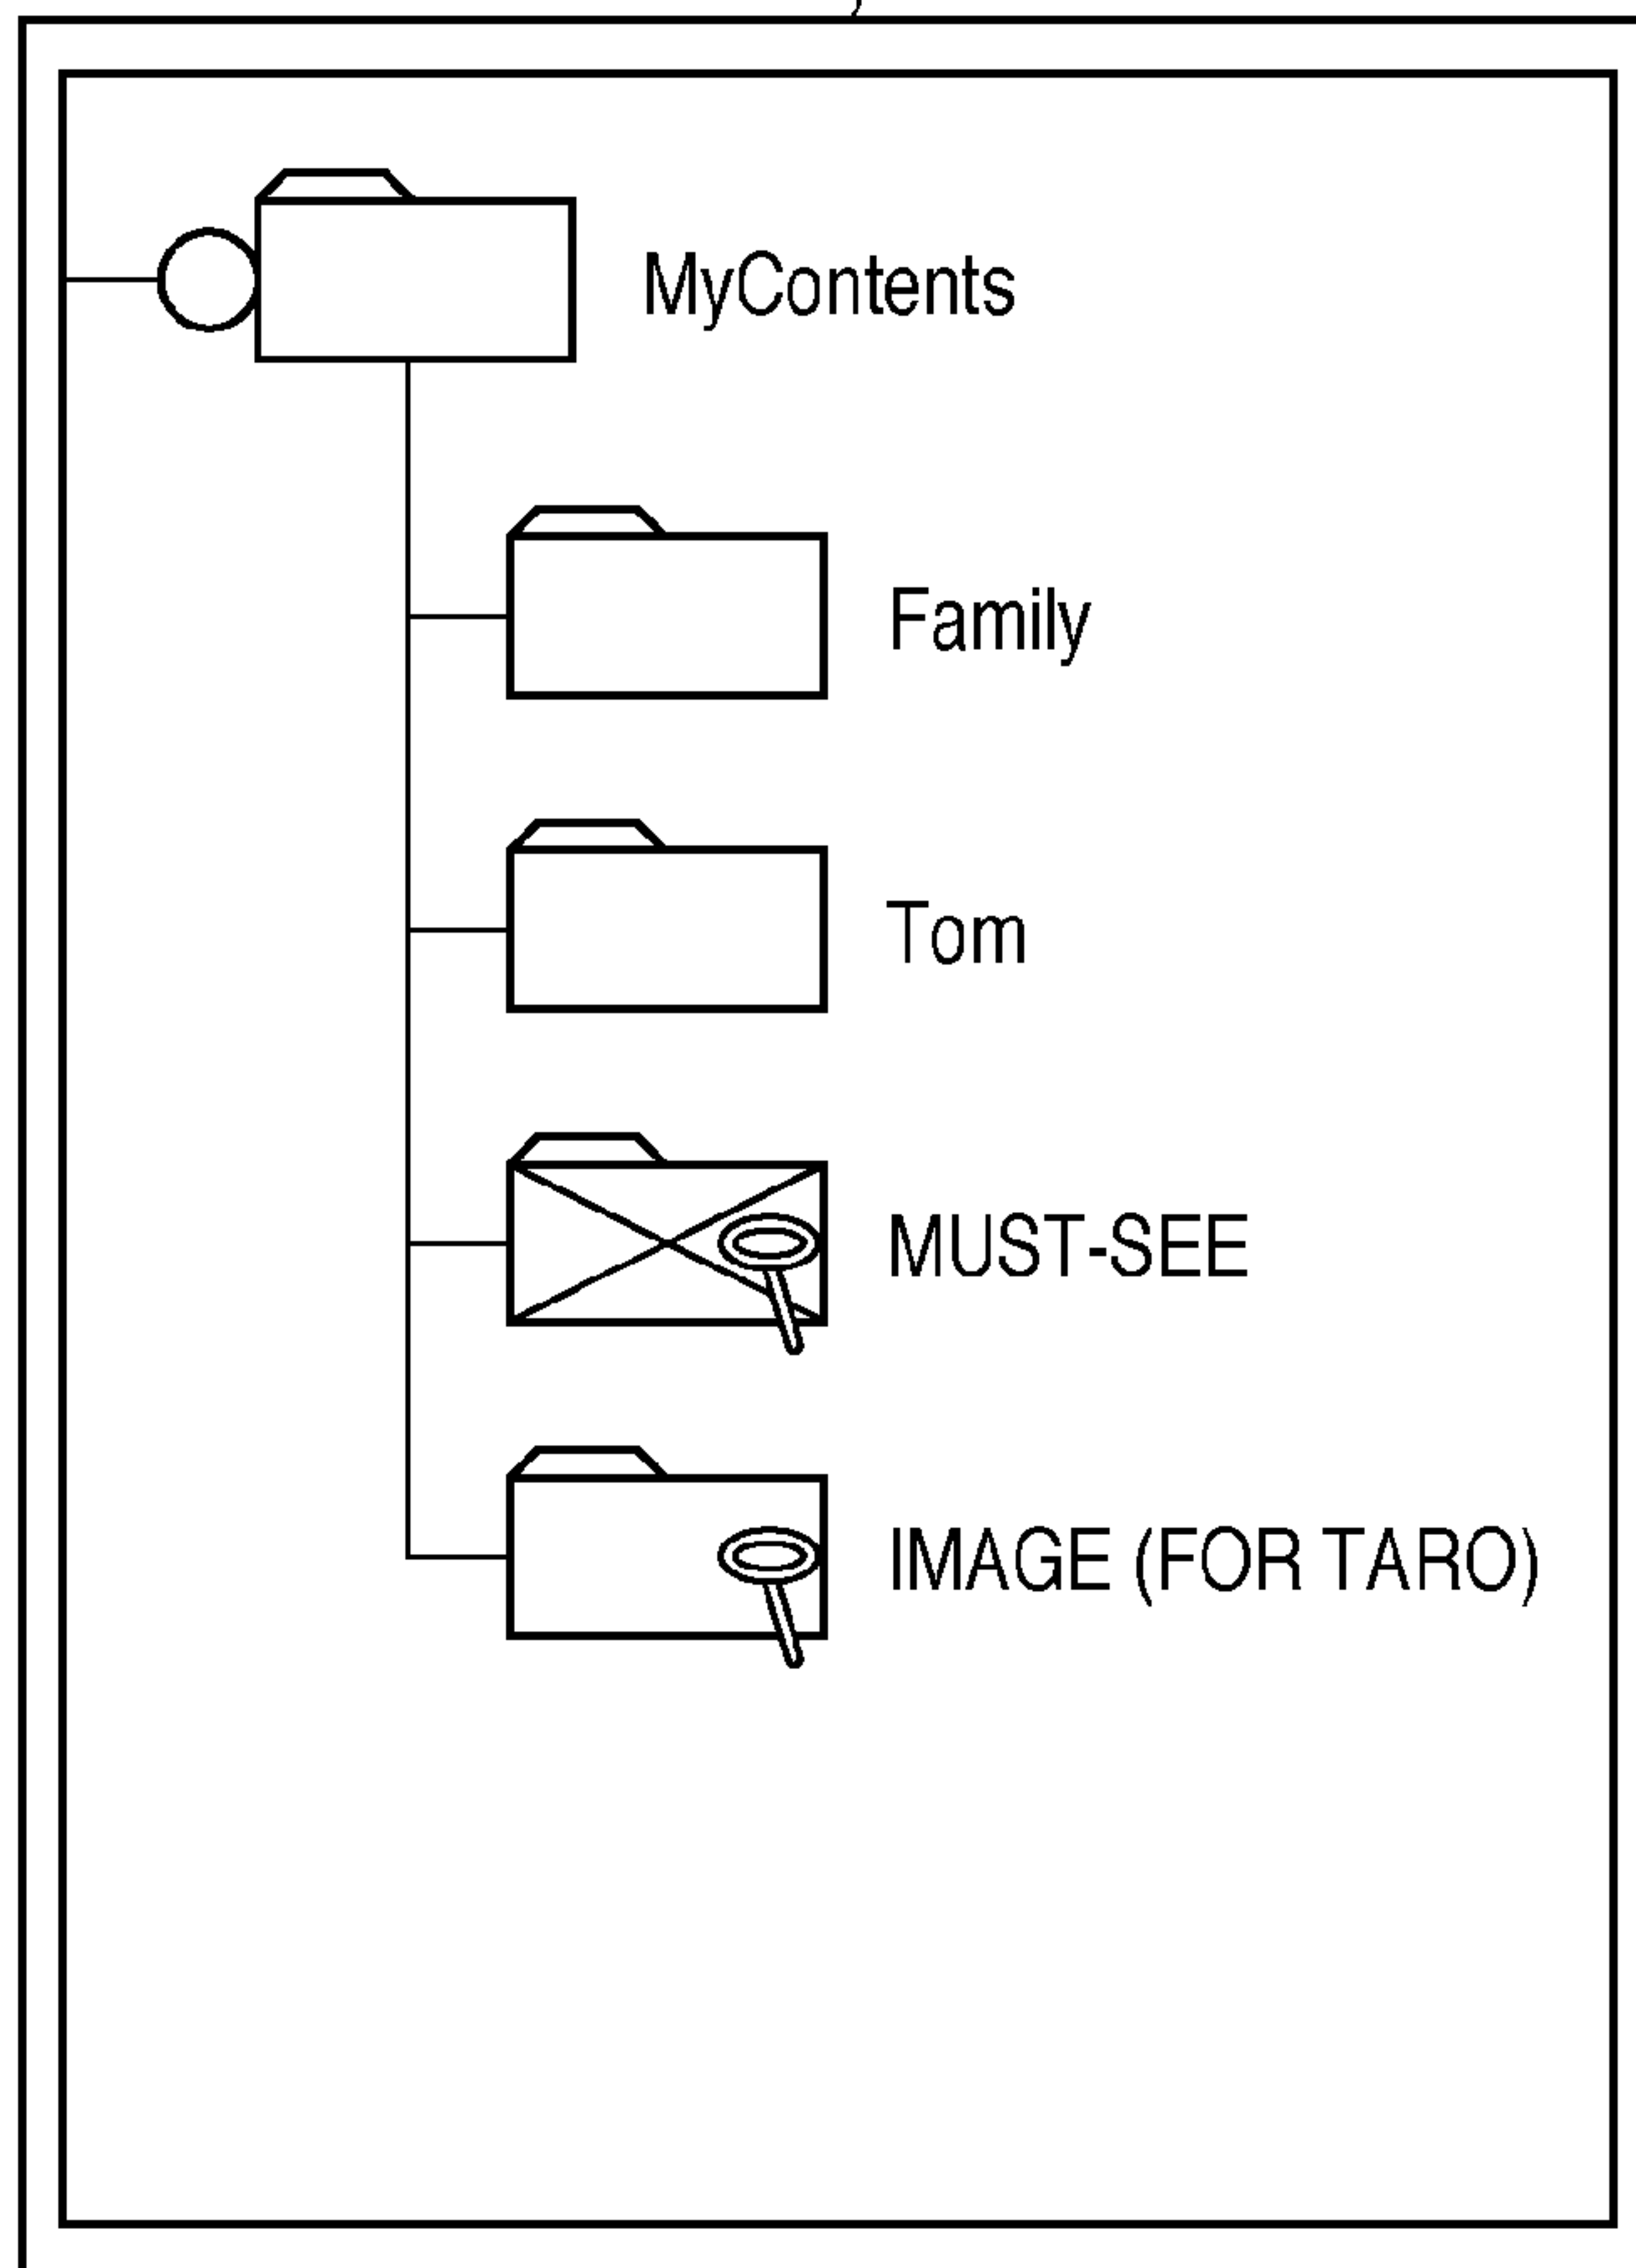 MyContents
Family
Tom
MUST-SEE
IMAGE (FOR TARO)